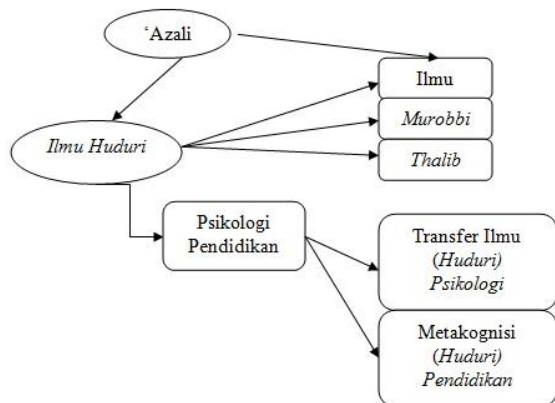 ‘Azali
Ilmu
Murobbi
Thalib
Ilmu Huduri
Psikologi
Pendidikan
Transfer Ilmu
(Huduri)
Psikologi
Metakognisi
(Huduri)
Pendidikan